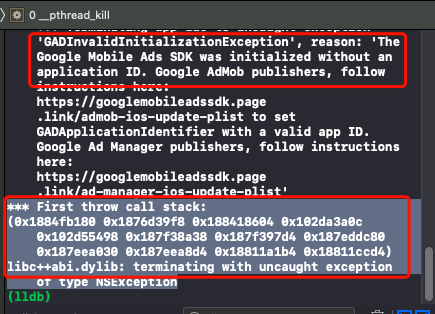 0 __pthread_kill
'GADInvalidInitializationException', reason: 'The
Google Mobile Ads SDK was initialized without an
application ID. Google AdMob publishers, follow
instructions here:
https://googlemobileadssdk.page
.link/admob-ios-update-plist to set
GADApplicationIdentifier with a valid app ID.
Google Ad Manager publishers, follow instructions
here:
https://googlemobileadssdk.page
.link/ad-manager-ios-update-plist'
*** First throw call stack:
(0x1884fb180 0x1876d39f8 0x188418604 0x102da3a0c
0x102d55498 0x187f38a38 0x187f397d4 0x187eddc80
0x187eea030 0x187eea8d4 0x18811a1b4 0x18811ccd4)
libc++abi.dylib: terminating with uncaught exception
of type NSException
(lldb)